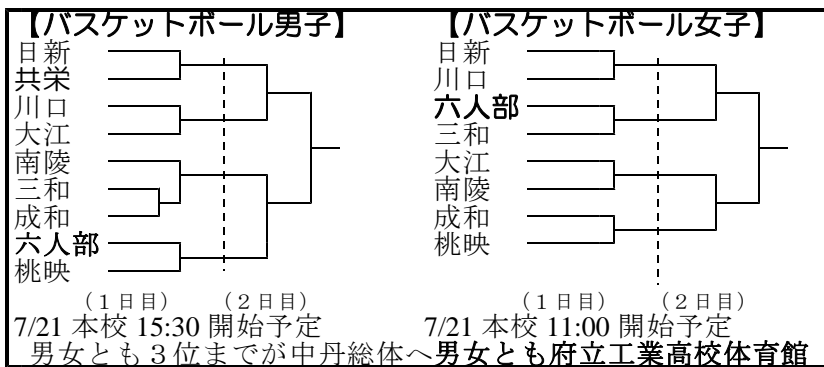 【バスケットボール男子】
日新
共栄
川口
大江
南陵
三和
成和
六人部
桃映
（１日目）（２日目）
7/21 本校 15:30 開始予定
【バスケットボール女子】
日新
川口
六人部
三和
大江
南陵
成和
桃映
（１日目）（２日目）
7/21 本校 11:00 開始予定
男女とも３位までが中丹総体へ男女とも府立工業高校体育館